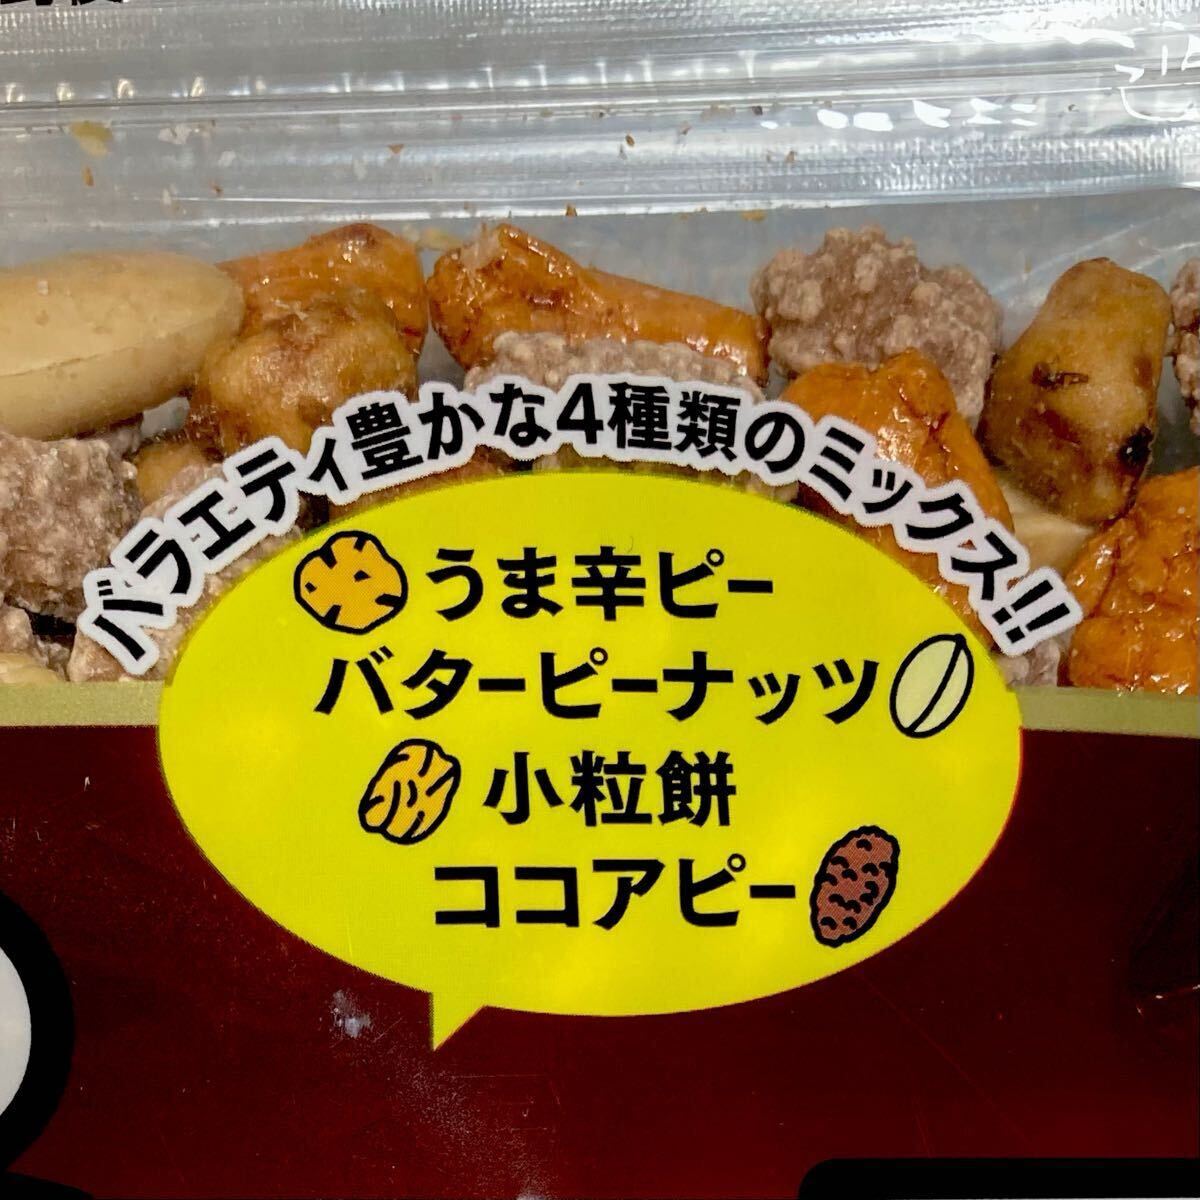 バラエティ豊かな4種類のミックス!!
うま辛ピー
バターピーナッツ
小粒餅
ココアピー